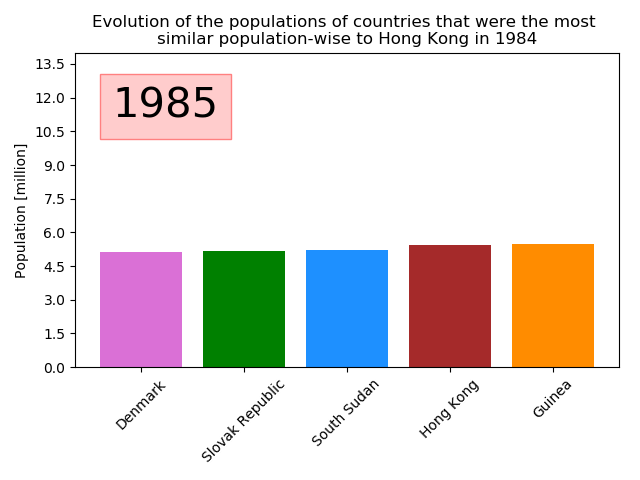 Evolution of the populations of countries that were the most
similar population-wise to Hong Kong in 1984
1985
Population [million]
13.5
12.0
10.5
9.0
7.5
6.0
4.5
3.0
1.5
0.0
Denmark
Slovak Republic
South Sudan
Hong Kong
Guinea